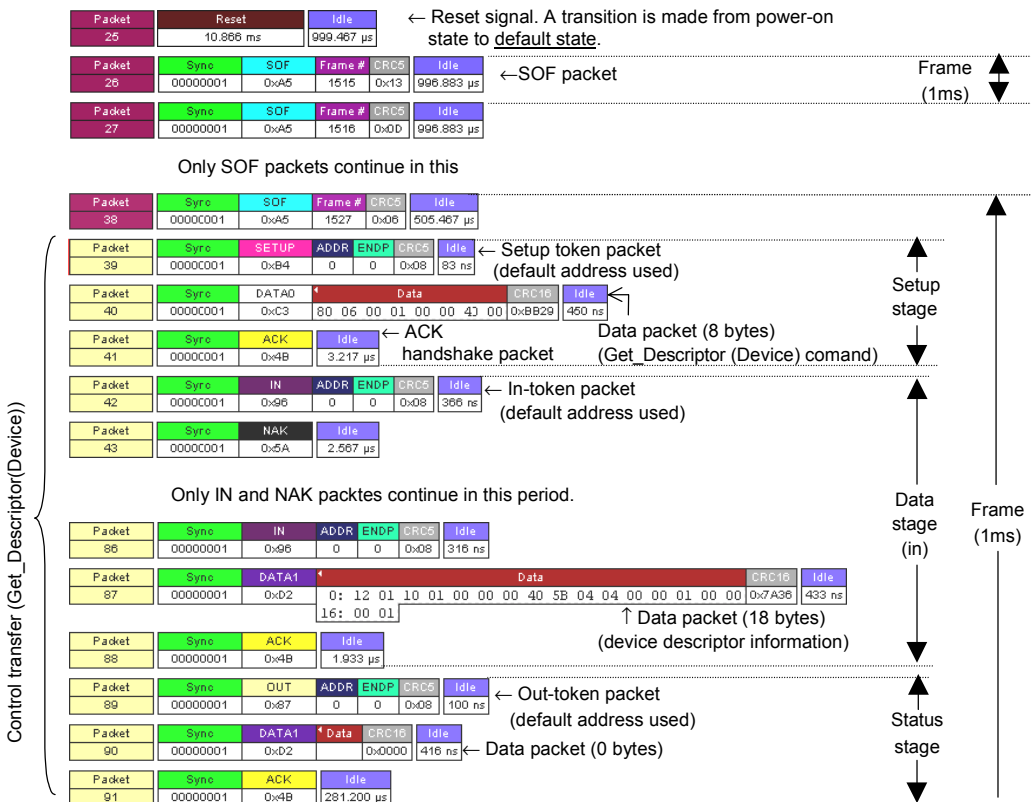 Packet Reset Idle ← Reset signal. A transition is made from power-on
25 10.866 ms 999.467 µs state to default state.
Packet Sync SOF Frame # CRC5 Idle ←SOF packet Frame
26 00000001 0xA5 1515 0x13 996.883 µs (1ms)
Packet Sync SOF Frame # CRC5 Idle
27 00000001 0xA5 1516 0x0D 996.883 µs
Only SOF packets continue in this
Packet Sync SOF Frame # CRC5 Idle
38 00000001 0xA5 1527 0x06 505.467 µs
Packet Sync SETUP ADDR ENDP CRC5 Idle ← Setup token packet
39 00000001 0xB4 0 0 0x08 83 ns (default address used)
Setup
stage
Packet Sync DATA0 Data CRC16 Idle
40 00000001 0xC3 80 06 00 01 00 00 40 00 0xBB29 450 ns
Data packet (8 bytes)
(Get_Descriptor (Device) comand)
Packet Sync ACK Idle ← ACK
41 00000001 0x4B 3.217 µs handshake packet
Packet Sync IN ADDR ENDP CRC5 Idle ← In-token packet
42 00000001 0x96 0 0 0x08 366 ns (default address used)
Packet Sync NAK Idle
43 00000001 0x5A 2.567 µs
Only IN and NAK packtes continue in this period.
Data
stage
(in)
Frame
(1ms)
Packet Sync IN ADDR ENDP CRC5 Idle
86 00000001 0x96 0 0 0x08 316 ns
Packet Sync DATA1 Data CRC16 Idle
87 00000001 0xD2 0: 12 01 10 01 00 00 00 40 5B 04 04 00 00 01 00 00 0x7A36 433 ns
16: 00 01
↑ Data packet (18 bytes)
(device descriptor information)
Packet Sync ACK Idle
88 00000001 0x4B 1.933 µs
Packet Sync OUT ADDR ENDP CRC5 Idle ← Out-token packet
89 00000001 0x87 0 0 0x08 100 ns (default address used)
Status
stage
Packet Sync DATA1 Data CRC16 Idle
90 00000001 0xD2 0x0000 416 ns ← Data packet (0 bytes)
Packet Sync ACK Idle
91 00000001 0x4B 281.200 µs
Control transfer (Get_Descriptor(Device))